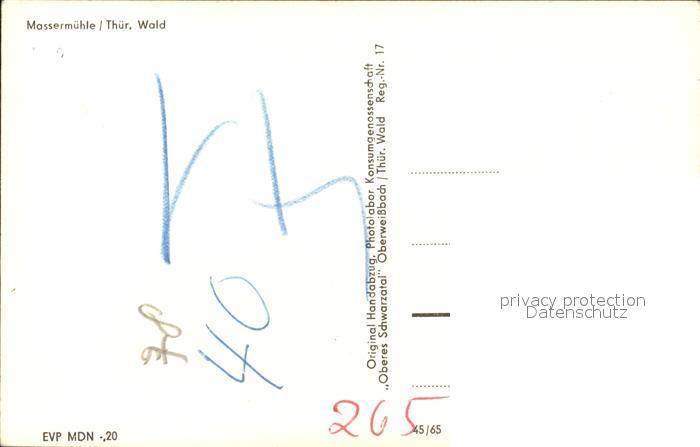 Massermühle / Thür. Wald
Original Handabzug, Photolabor Konsumgenossenschaft
„Oberes Schwarzatal" Oberweißbach / Thür. Wald Reg.-Nr. 17
40
265
45/65
EVP MDN -,20
privacy protection
Datenschutz